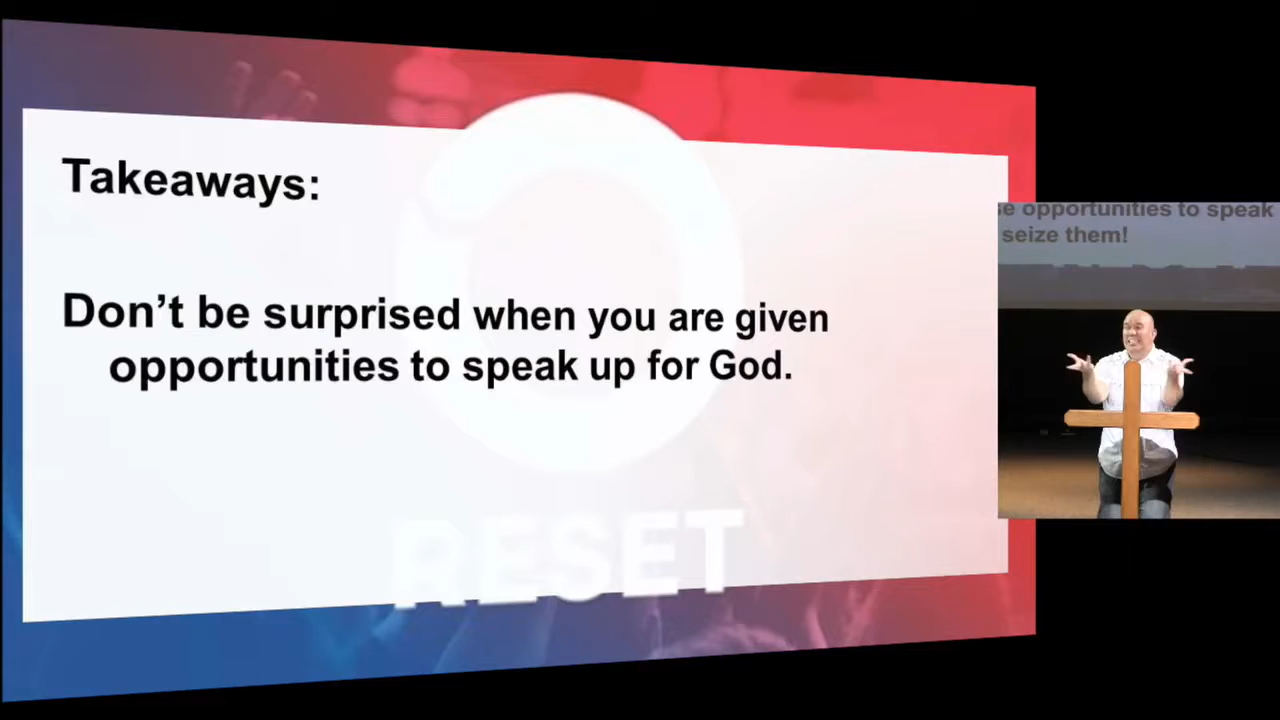 Takeaways:
Don’t be surprised when you are given
opportunities to speak up for God.
RESET
opportunities to speak
seize them!